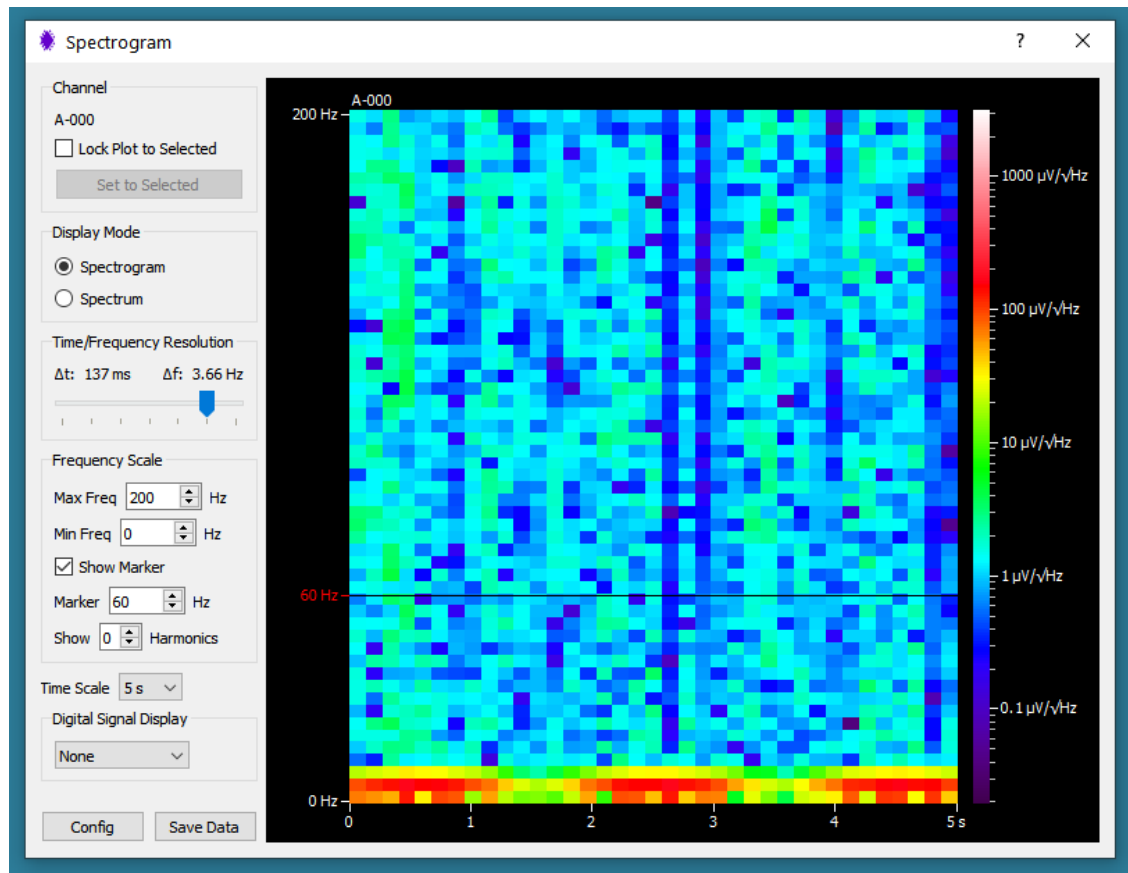 Spectrogram
?
Channel
A-000
Lock Plot to Selected
Set to Selected
Display Mode
Spectrogram
Spectrum
Time/Frequency Resolution
Δt: 137 ms Δf: 3.66 Hz
Frequency Scale
Max Freq 200 Hz
Min Freq 0 Hz
Show Marker
Marker 60 Hz
Show 0 Harmonics
Time Scale 5 s
Digital Signal Display
None
Config Save Data
A-000
200 Hz
60 Hz
0 Hz
0 1 2 3 4 5 s
1000 µV/√Hz
100 µV/√Hz
10 µV/√Hz
1 µV/√Hz
0.1 µV/√Hz